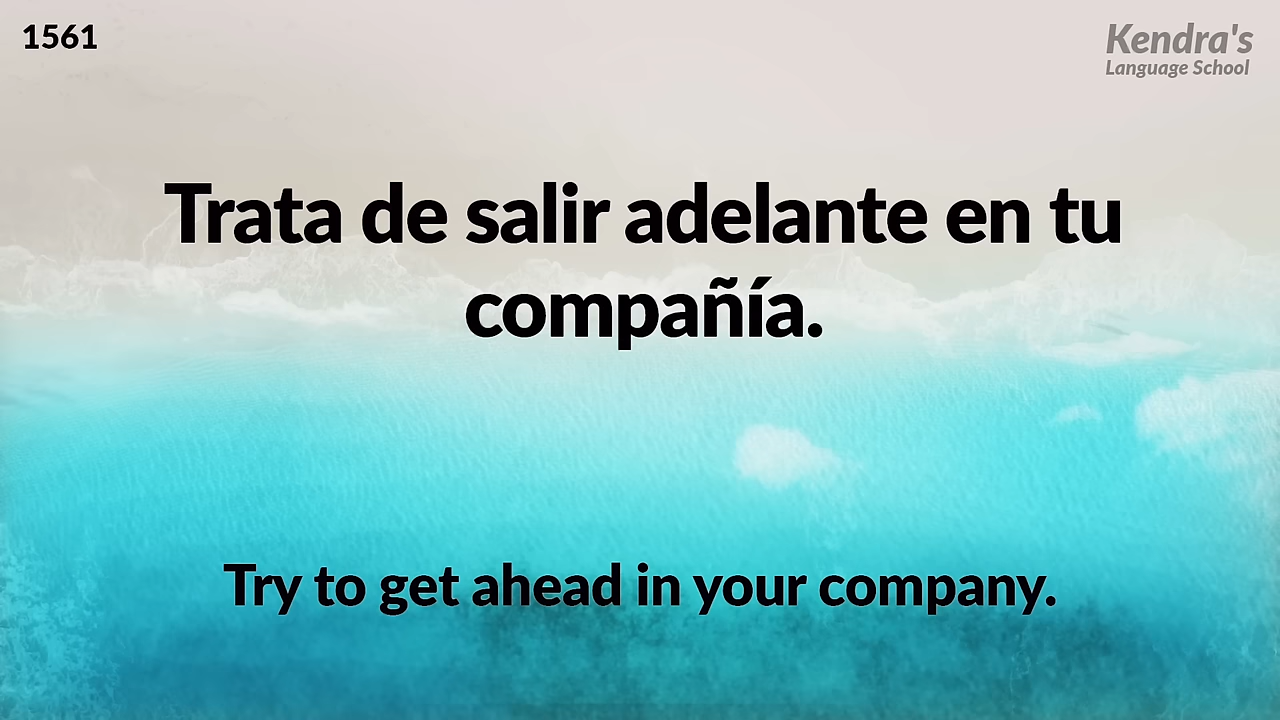 1561
Kendra's
Language School
Trata de salir adelante en tu
compañía.
Try to get ahead in your company.